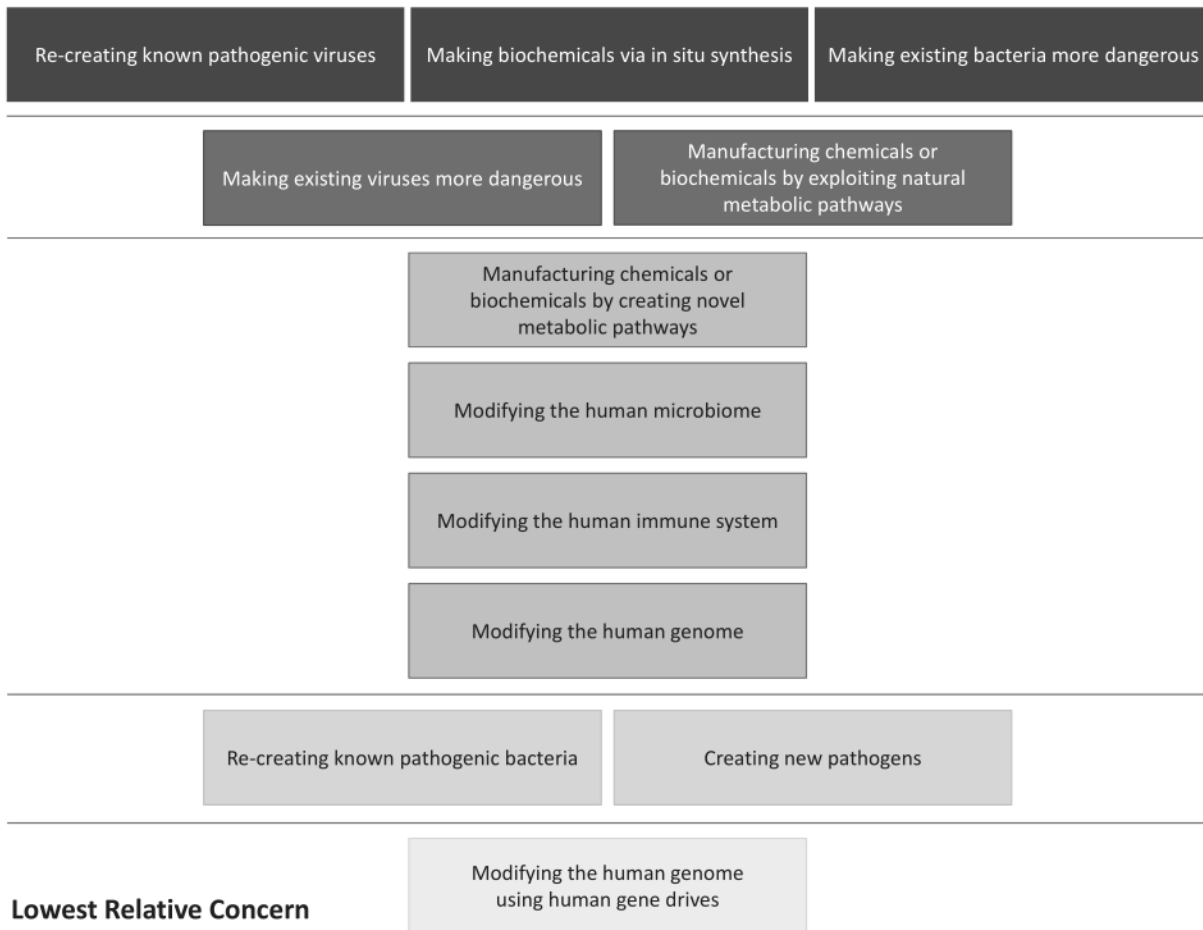 Re-creating known pathogenic viruses
Making biochemicals via in situ synthesis
Making existing bacteria more dangerous
Making existing viruses more dangerous
Manufacturing chemicals or
biochemicals by exploiting natural
metabolic pathways
Manufacturing chemicals or
biochemicals by creating novel
metabolic pathways
Modifying the human microbiome
Modifying the human immune system
Modifying the human genome
Re-creating known pathogenic bacteria
Creating new pathogens
Modifying the human genome
using human gene drives
Lowest Relative Concern